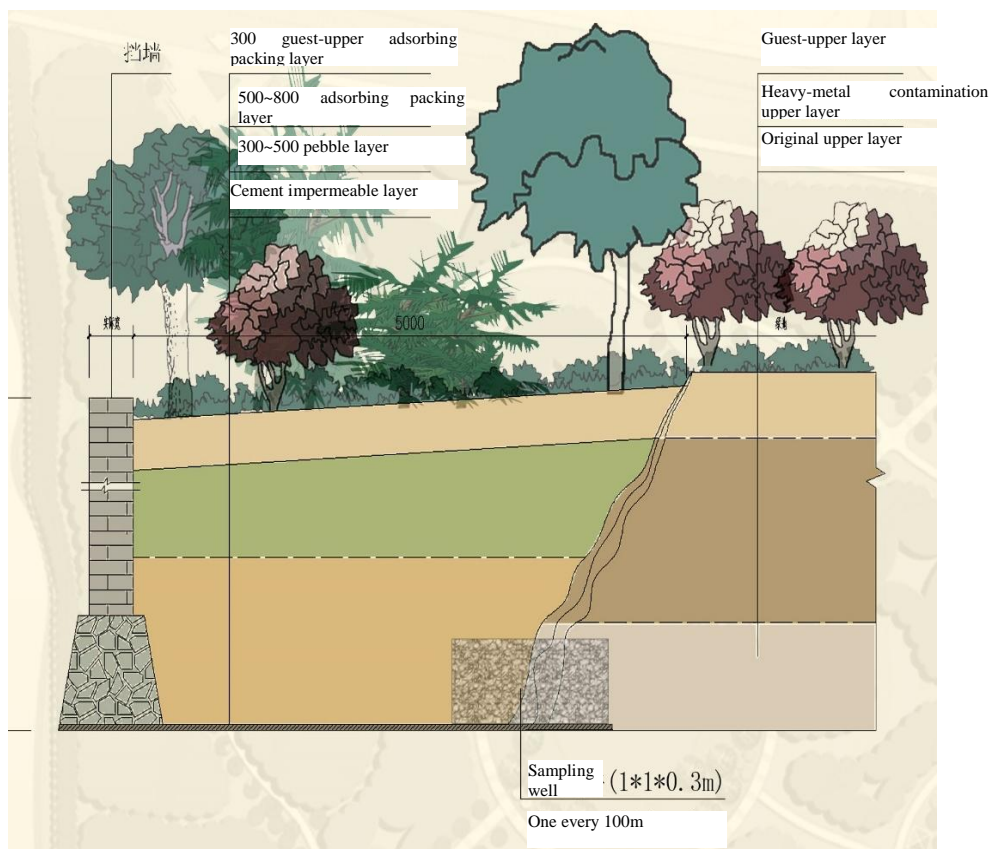 挡墙
300 guest-upper adsorbing
packing layer
500~800 adsorbing packing
layer
300~500 pebble layer
Cement impermeable layer
Guest-upper layer
Heavy-metal contamination
upper layer
Original upper layer
5000
Sampling
well
(1*1*0.3m)
One every 100m